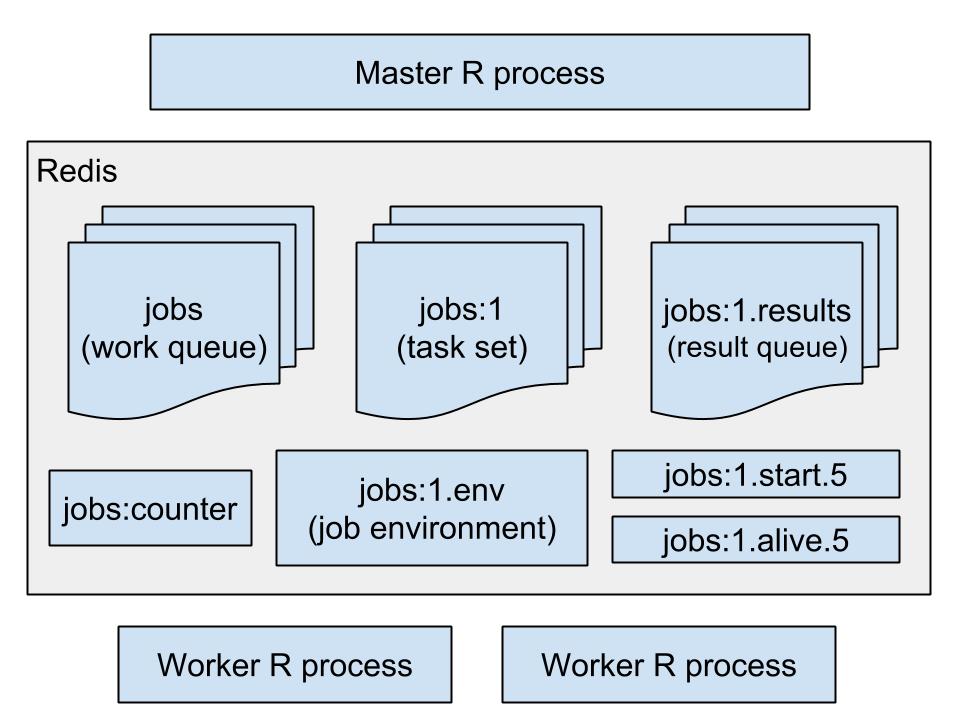 Master R process
Redis
jobs
(work queue)
jobs:1
(task set)
jobs:1.results
(result queue)
jobs:counter
jobs:1.env
(job environment)
jobs:1.start.5
jobs:1.alive.5
Worker R process
Worker R process